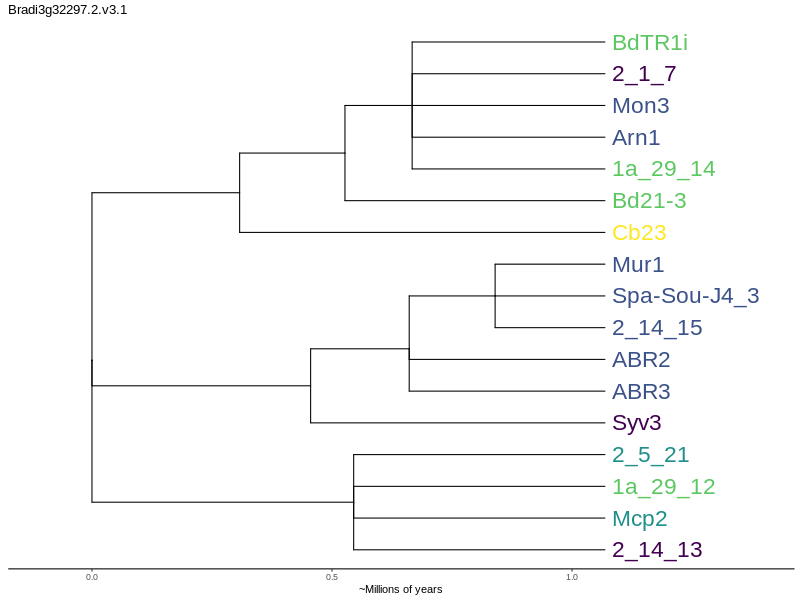 Bradi3g32297.2.v3.1
BdTR1i
2_1_7
Mon3
Arn1
1a_29_14
Bd21-3
Cb23
Mur1
Spa-Sou-J4_3
2_14_15
ABR2
ABR3
Syv3
2_5_21
1a_29_12
Mcp2
2_14_13
0.0 0.5 1.0
~Millions of years